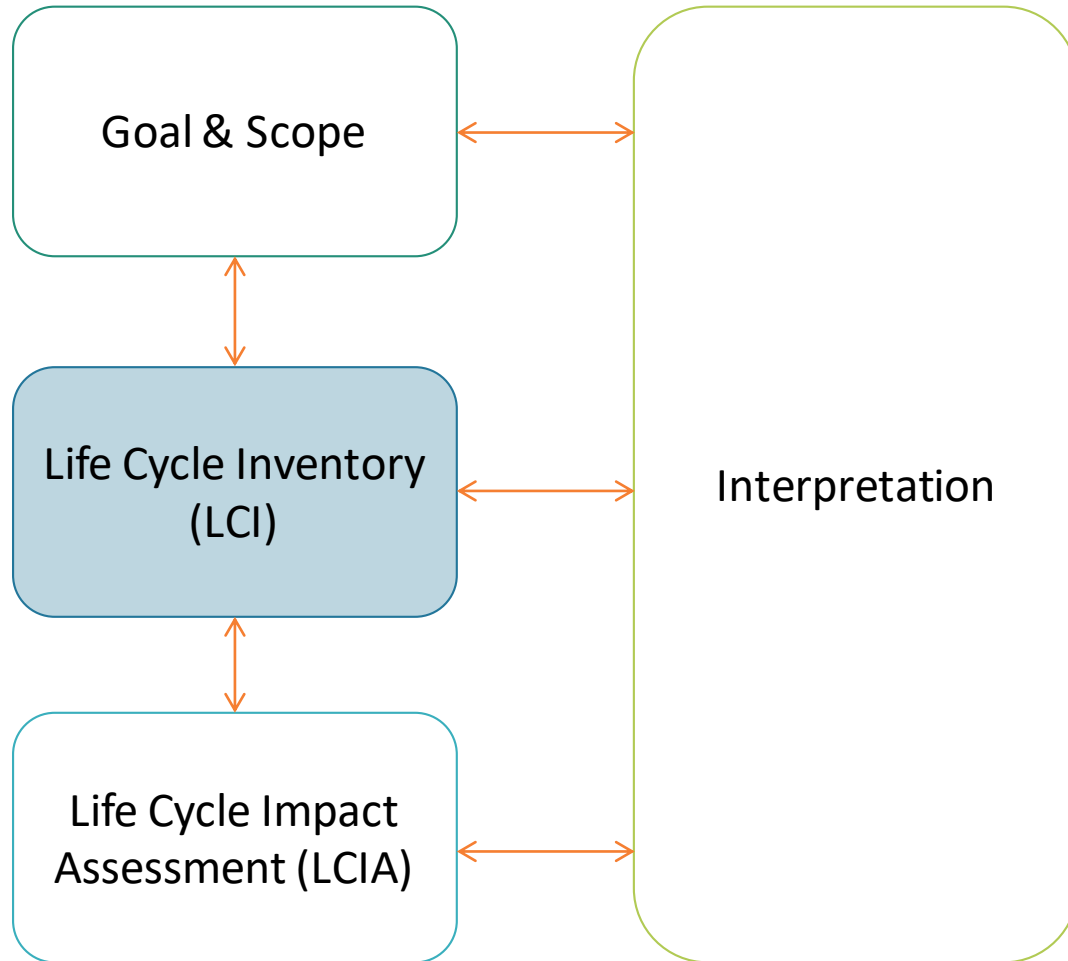 Goal & Scope
Life Cycle Inventory
(LCI)
Interpretation
Life Cycle Impact
Assessment (LCIA)